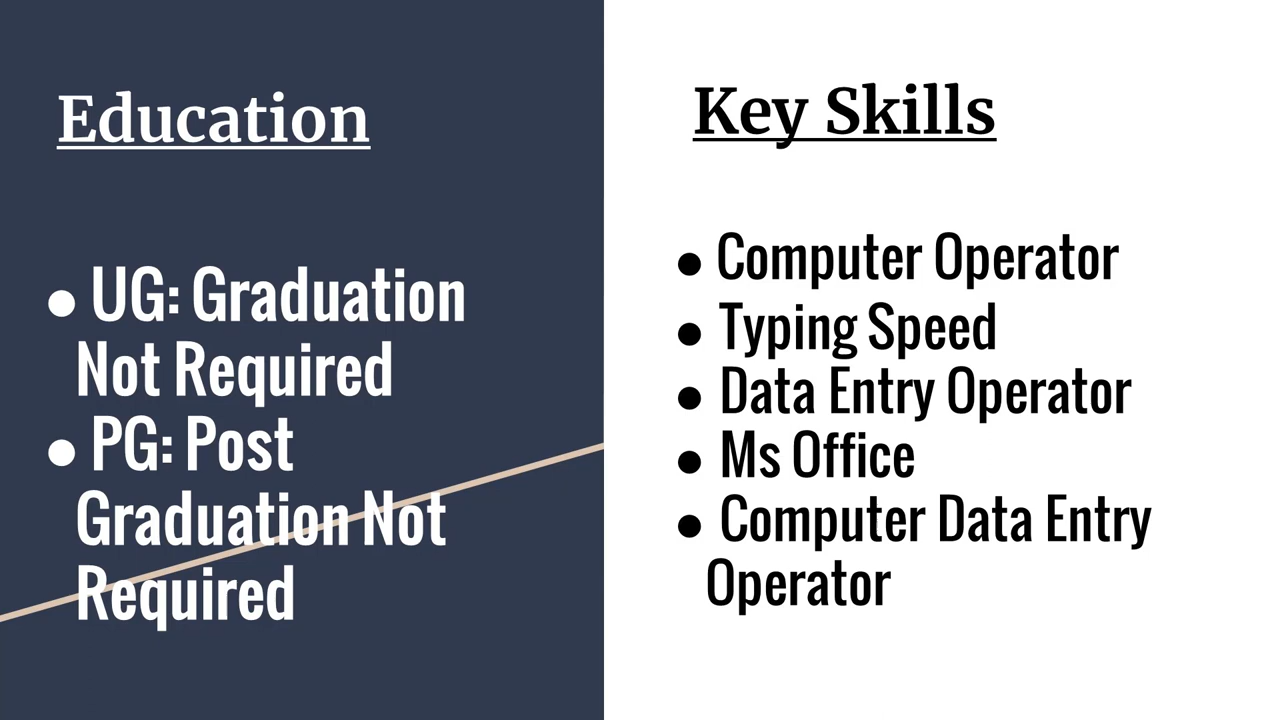 Education
● UG: Graduation
Not Required
● PG: Post
Graduation Not
Required
Key Skills
● Computer Operator
● Typing Speed
● Data Entry Operator
● Ms Office
● Computer Data Entry
Operator